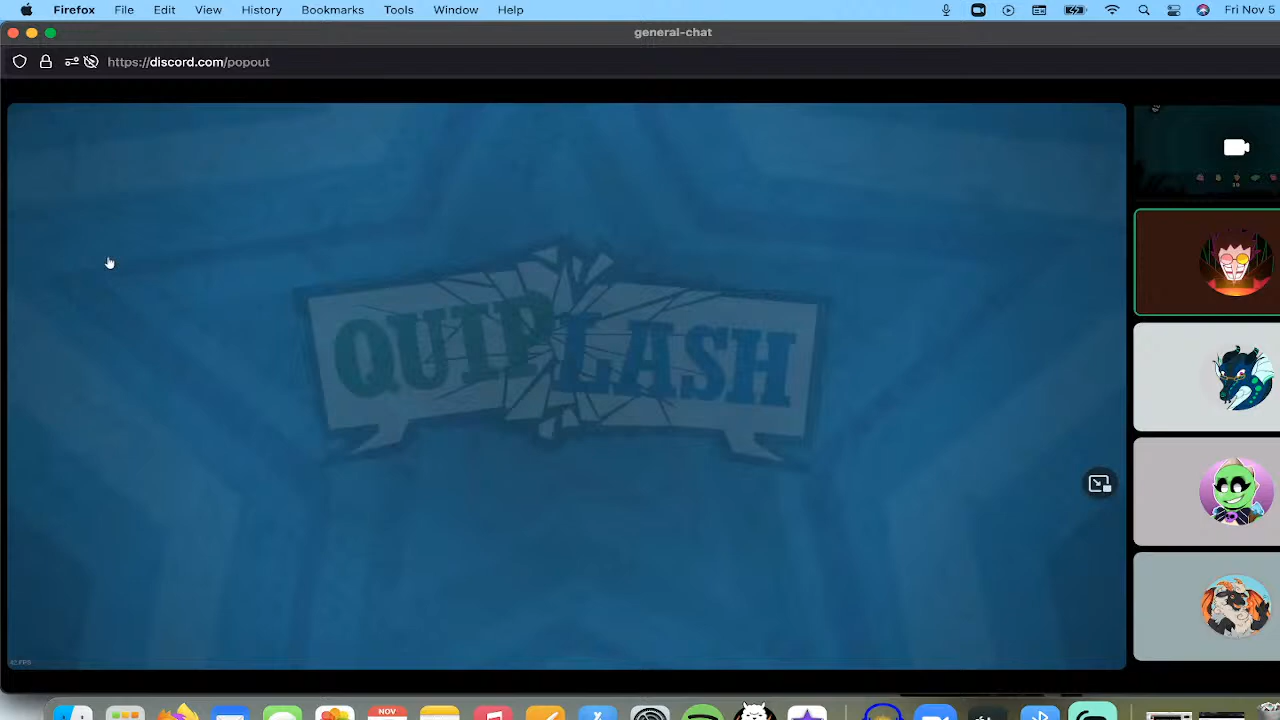 Firefox File Edit View History Bookmarks Tools Window Help Fri Nov 5
general-chat
https://discord.com/popout
QUIPLASH
NOV